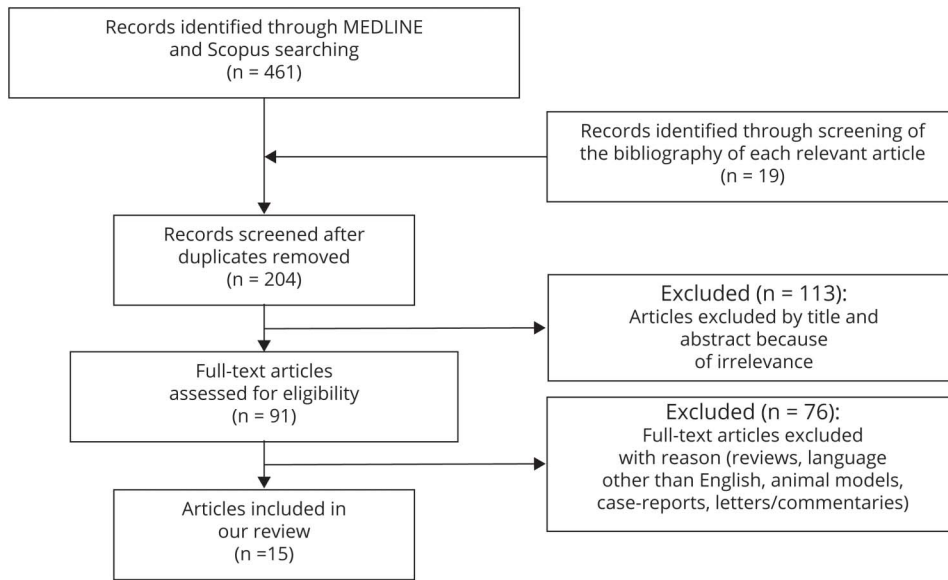 Records identified through MEDLINE
and Scopus searching
(n = 461)
Records identified through screening of
the bibliography of each relevant article
(n = 19)
Records screened after
duplicates removed
(n = 204)
Excluded (n = 113):
Articles excluded by title and
abstract because
of irrelevance
Full-text articles
assessed for eligibility
(n = 91)
Excluded (n = 76):
Full-text articles excluded
with reason (reviews, language
other than English, animal models,
case-reports, letters/commentaries)
Articles included in
our review
(n =15)